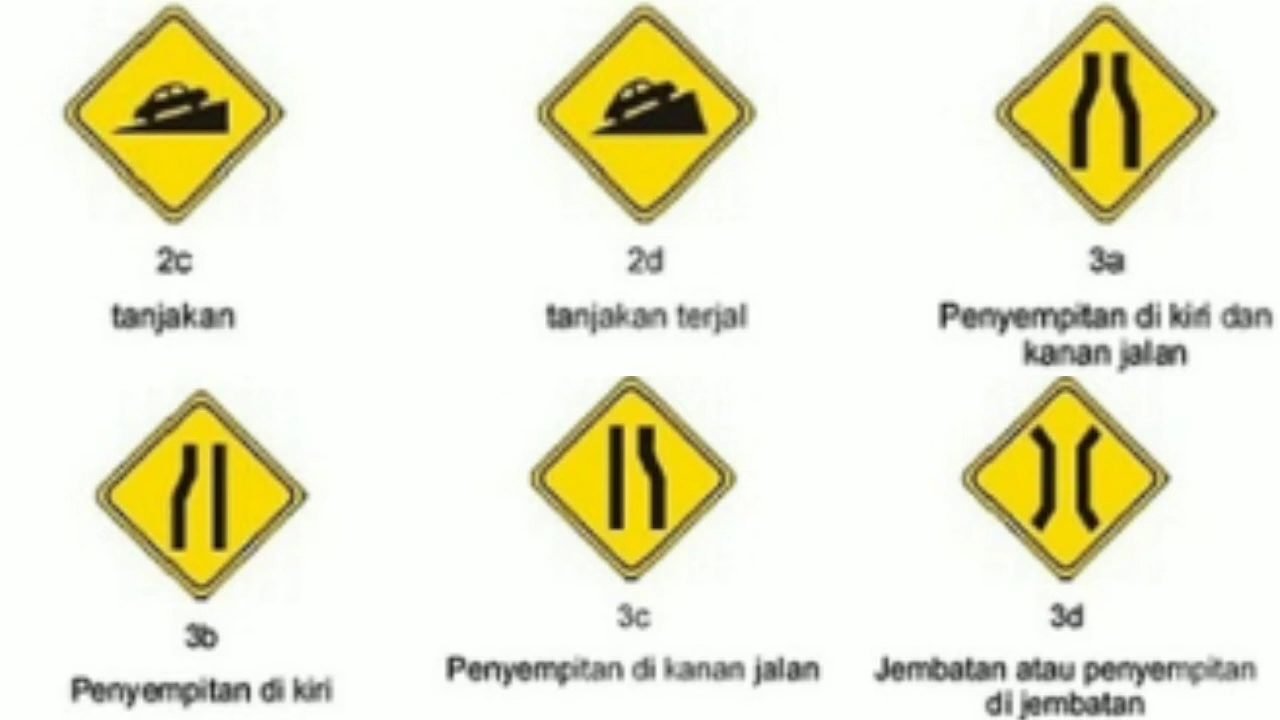 2c
tanjakan
2d
tanjakan terjal
3a
Penyempitan di kiri dan
kanan jalan
3b
Penyempitan di kiri
3c
Penyempitan di kanan jalan
3d
Jembatan atau penyempitan
di jembatan